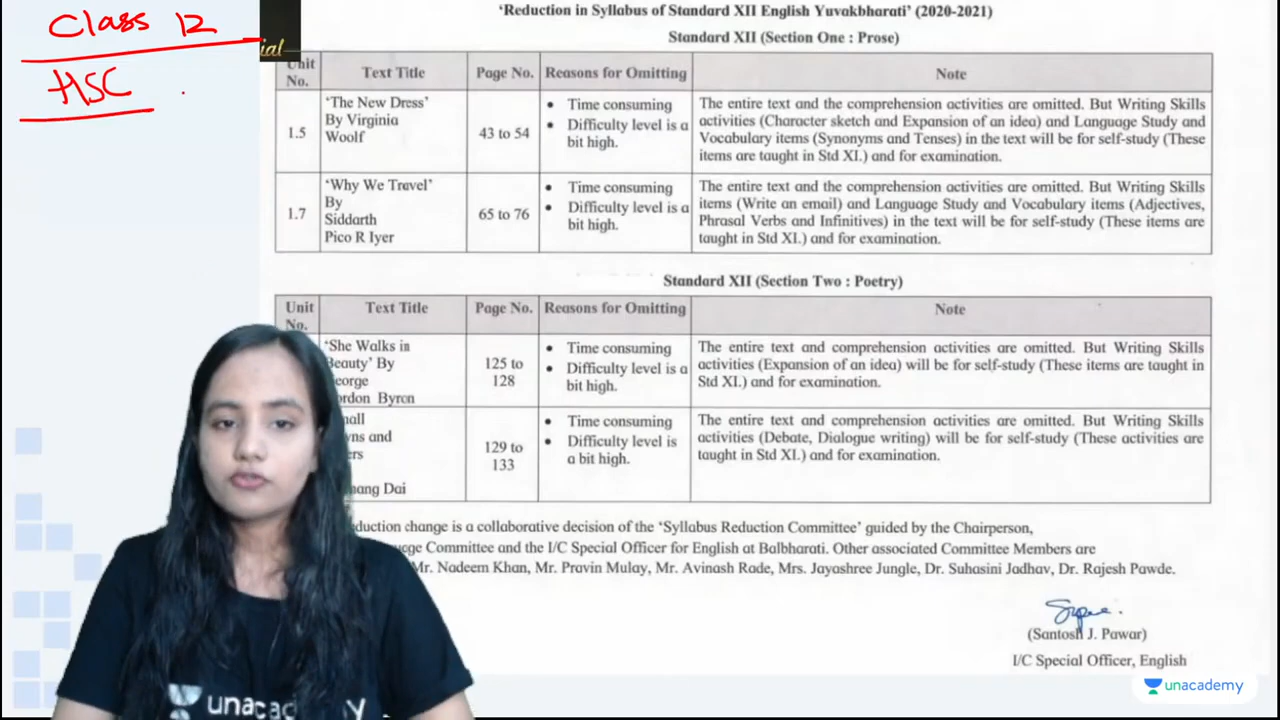 Class 12
HSC
ial
'Reduction in Syllabus of Standard XII English Yuvakbharati' (2020-2021)
Standard XII (Section One : Prose)
Unit No. Text Title Page No. Reasons for Omitting Note
1.5
'The New Dress'
By Virginia
Woolf
43 to 54
• Time consuming
• Difficulty level is a
bit high.
The entire text and the comprehension activities are omitted. But Writing Skills
activities (Character sketch and Expansion of an idea) and Language Study and
Vocabulary items (Synonyms and Tenses) in the text will be for self-study (These
items are taught in Std XI.) and for examination.
1.7
'Why We Travel'
By
Siddarth
Pico R Iyer
65 to 76
• Time consuming
• Difficulty level is a
bit high.
The entire text and the comprehension activities are omitted. But Writing Skills
items (Write an email) and Language Study and Vocabulary items (Adjectives,
Phrasal Verbs and Infinitives) in the text will be for self-study (These items are
taught in Std XI.) and for examination.
Standard XII (Section Two : Poetry)
Unit No. Text Title Page No. Reasons for Omitting Note
'She Walks in
Beauty' By
eorge
ordon Byron
125 to
128
• Time consuming
• Difficulty level is a
bit high.
The entire text and comprehension activities are omitted. But Writing Skills
activities (Expansion of an idea) will be for self-study (These items are taught in
Std XI.) and for examination.
mall
wns and
ers
ang Dai
129 to
133
• Time consuming
• Difficulty level is
a bit high.
The entire text and comprehension activities are omitted. But Writing Skills
activities (Debate, Dialogue writing) will be for self-study (These activities are
taught in Std XI.) and for examination.
duction change is a collaborative decision of the 'Syllabus Reduction Committee' guided by the Chairperson,
uage Committee and the I/C Special Officer for English at Balbharati. Other associated Committee Members are
Mr. Nadeem Khan, Mr. Pravin Mulay, Mr. Avinash Rade, Mrs. Jayashree Jungle, Dr. Suhasini Jadhav, Dr. Rajesh Pawde.
(Santosh J. Pawar)
I/C Special Officer, English
unacademy
unacademy